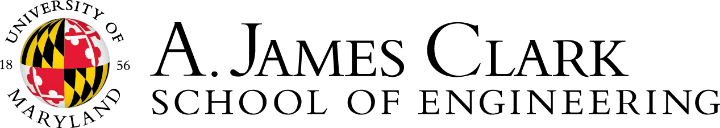 UNIVERSITY OF
18 56
MARYLAND
A. JAMES CLARK
SCHOOL OF ENGINEERING